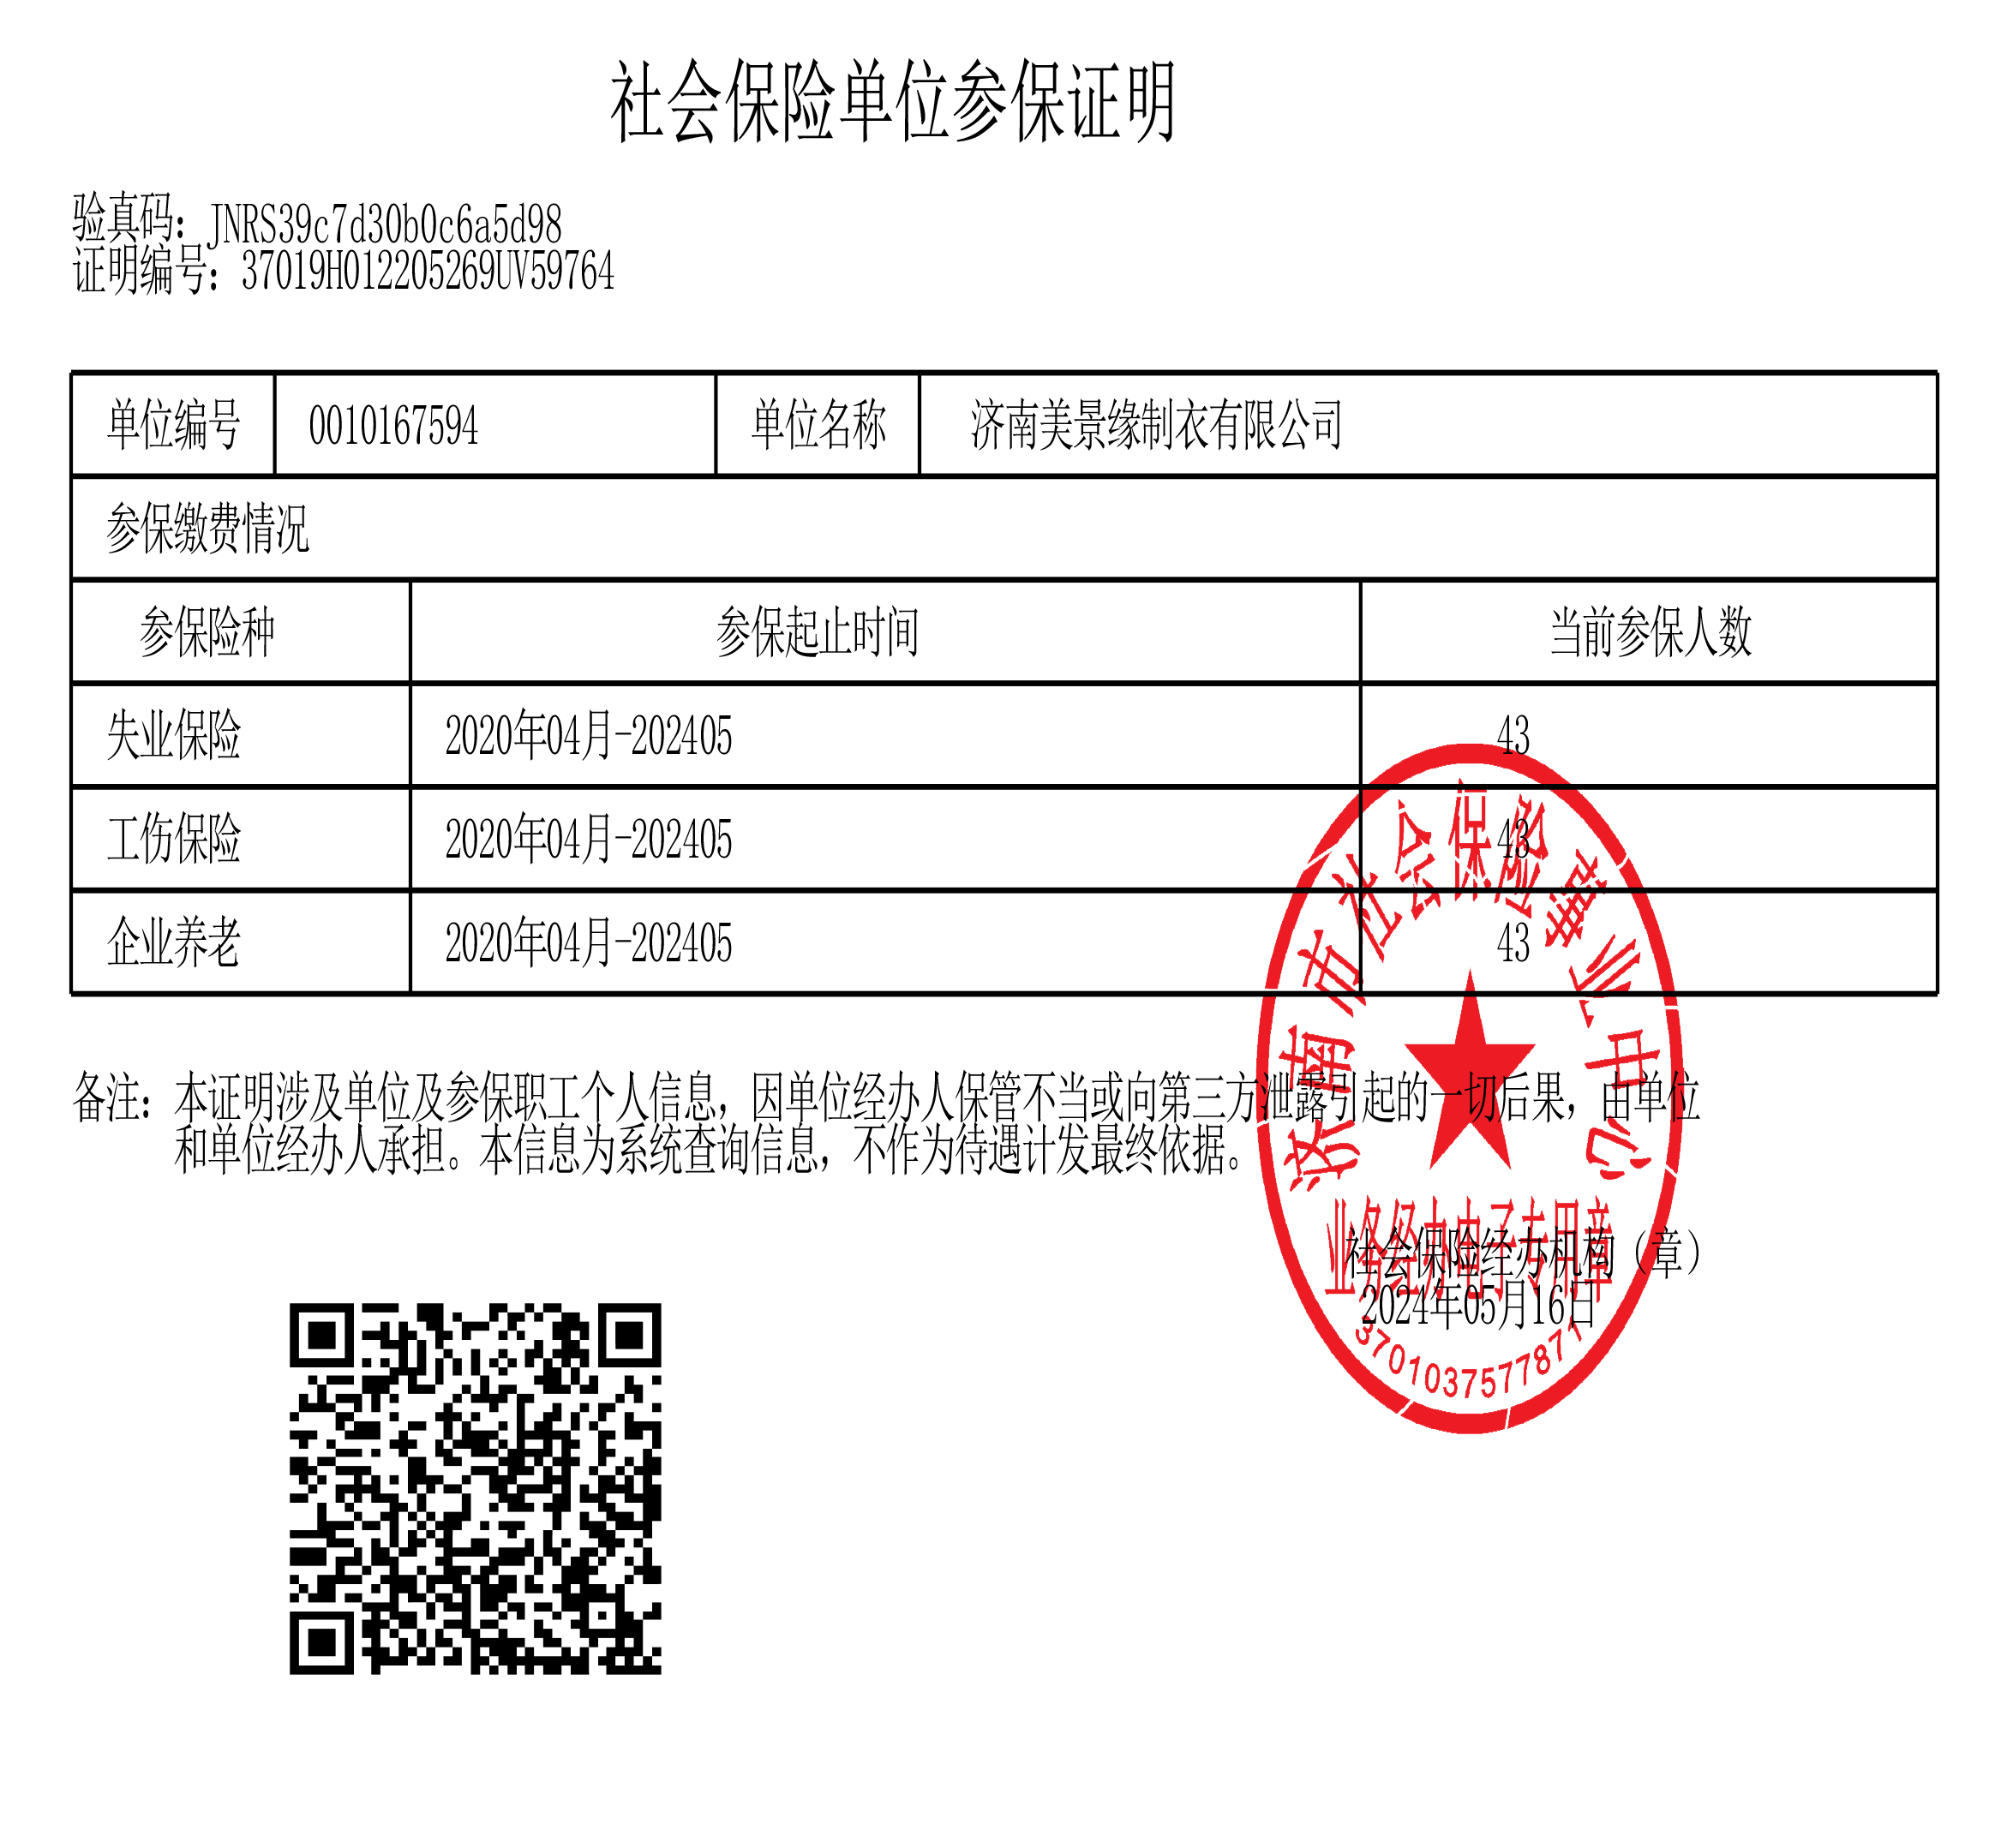 社会保险单位参保证明
验真码：JNRS39c7d30b0c6a5d98
证明编号：37019H012205269UV59764
单位编号 0010167594 单位名称 济南美景缘制衣有限公司
参保缴费情况
参保险种 参保起止时间 当前参保人数
失业保险 2020年04月-202405 43
工伤保险 2020年04月-202405 43
企业养老 2020年04月-202405 43
备注：本证明涉及单位及参保职工个人信息，因单位经办人保管不当或向第三方泄露引起的一切后果，由单位
和单位经办人承担。本信息为系统查询信息，不作为待遇计发最终依据。
社会保险经办机构（章）
2024年05月16日
济南市社会保险事业中心
业务经办电子专用章
3701037577871